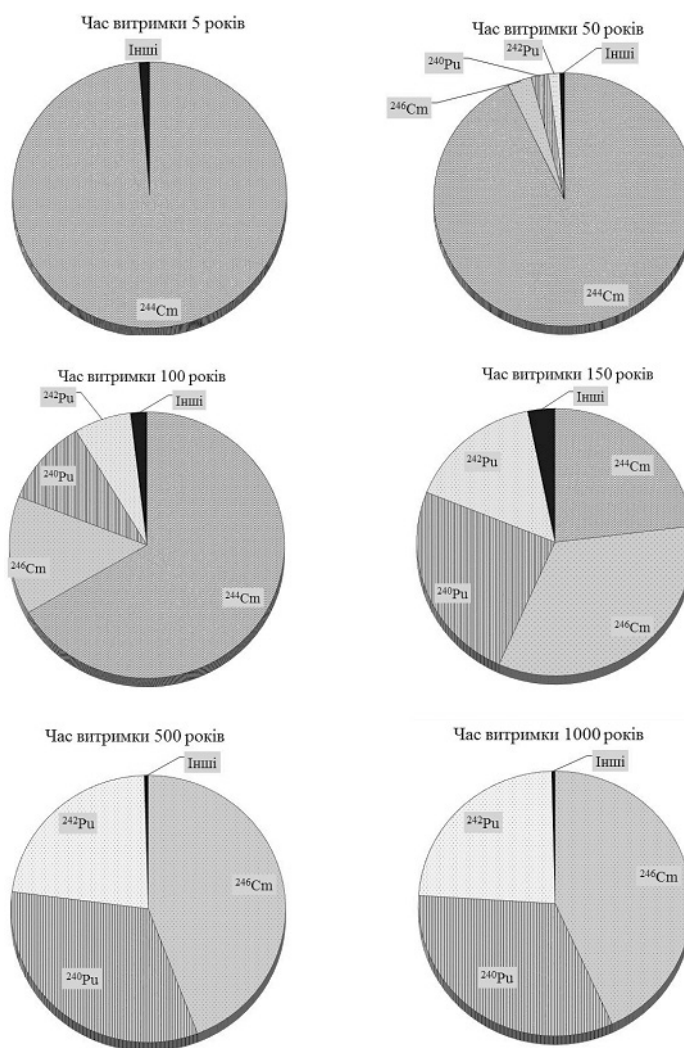 Час витримки 5 років
Інші
²⁴⁴Cm
Час витримки 50 років
²⁴²Pu
Інші
²⁴⁰Pu
²⁴⁶Cm
²⁴⁴Cm
Час витримки 100 років
²⁴²Pu
Інші
²⁴⁰Pu
²⁴⁶Cm
²⁴⁴Cm
Час витримки 150 років
Інші
²⁴²Pu
²⁴⁴Cm
²⁴⁰Pu
²⁴⁶Cm
Час витримки 500 років
Інші
²⁴²Pu
²⁴⁶Cm
²⁴⁰Pu
Час витримки 1000 років
Інші
²⁴²Pu
²⁴⁶Cm
²⁴⁰Pu